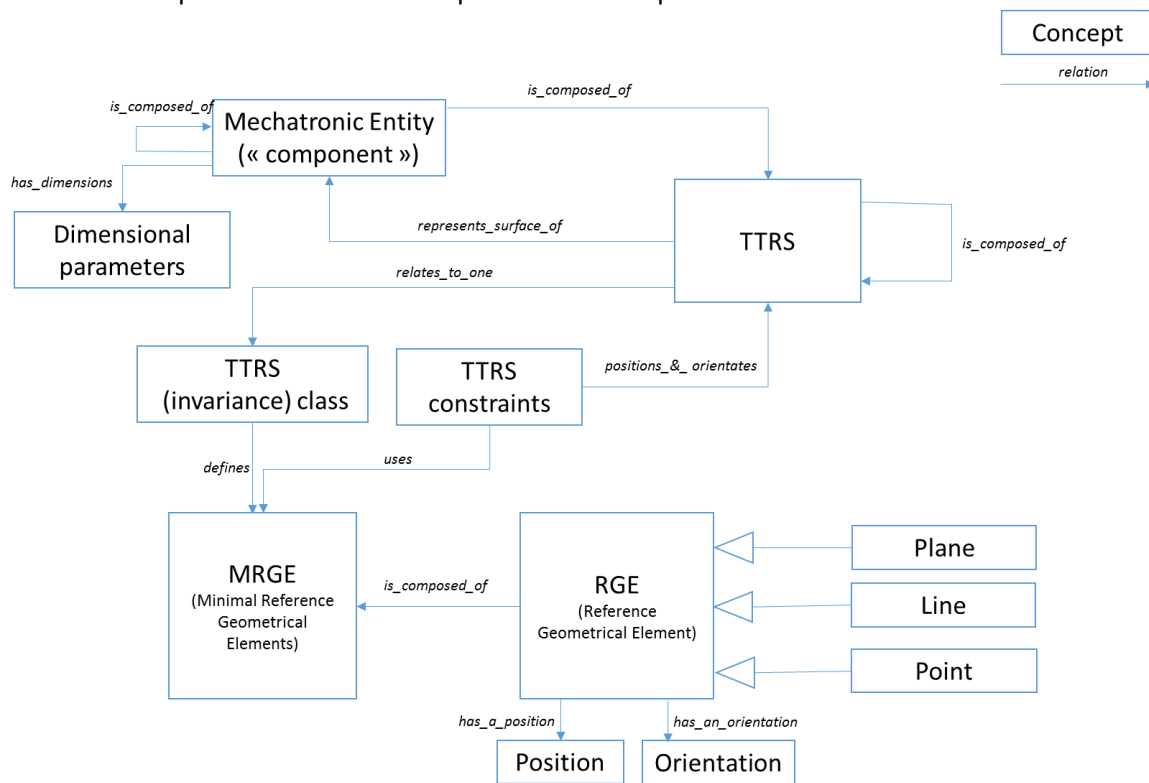 Concept
relation
is_composed_of
is_composed_of
Mechatronic Entity
(« component »)
has_dimensions
Dimensional
parameters
represents_surface_of
TTRS
is_composed_of
relates_to_one
TTRS
(invariance) class
TTRS
constraints
positions_&_ orientates
defines
uses
MRGE
(Minimal Reference
Geometrical
Elements)
is_composed_of
RGE
(Reference
Geometrical Element)
Plane
Line
Point
has_a_position
has_an_orientation
Position
Orientation